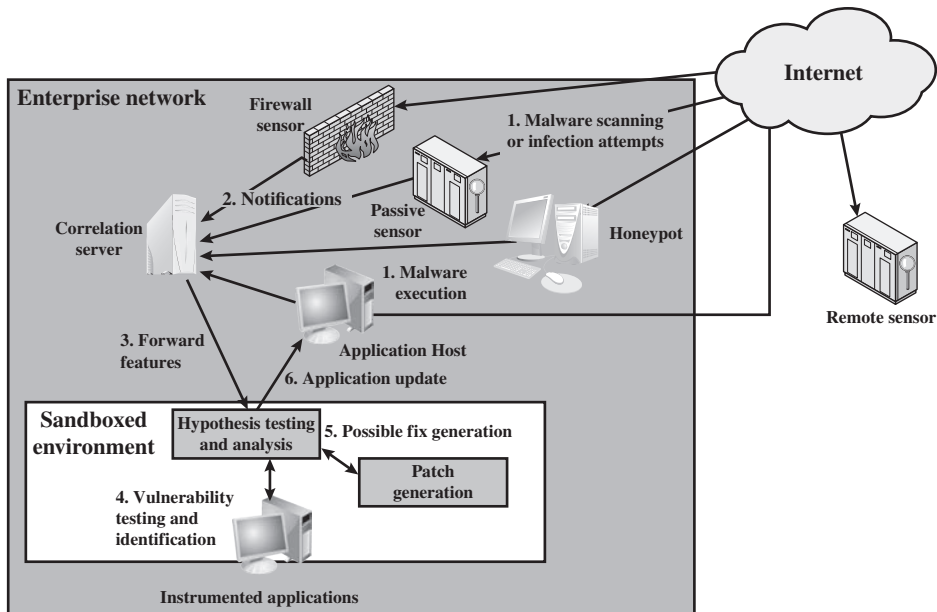 Internet
Enterprise network
Firewall
sensor
1. Malware scanning
or infection attempts
2. Notifications
Passive
sensor
Correlation
server
Honeypot
1. Malware
execution
Remote sensor
3. Forward
features
Application Host
6. Application update
Sandboxed
environment
Hypothesis testing
and analysis
5. Possible fix generation
Patch
generation
4. Vulnerability
testing and
identification
Instrumented applications